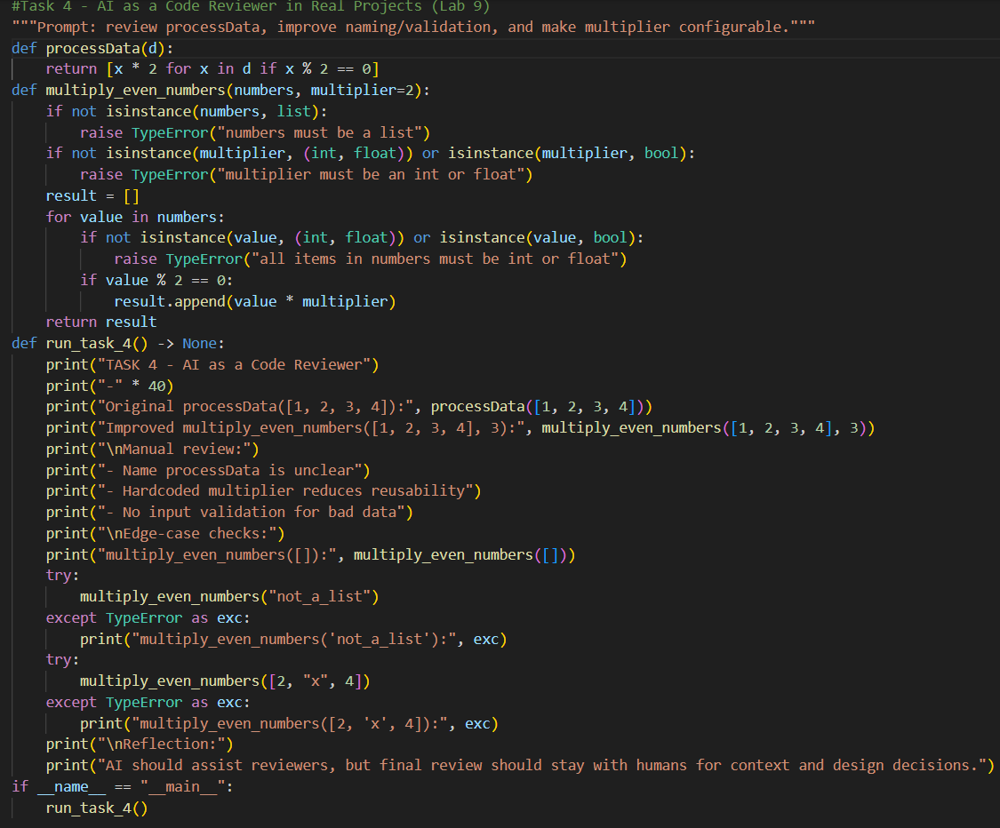 #Task 4 - AI as a Code Reviewer in Real Projects (Lab 9)
"""Prompt: review processData, improve naming/validation, and make multiplier configurable."""
def processData(d):
    return [x * 2 for x in d if x % 2 == 0]
def multiply_even_numbers(numbers, multiplier=2):
    if not isinstance(numbers, list):
        raise TypeError("numbers must be a list")
    if not isinstance(multiplier, (int, float)) or isinstance(multiplier, bool):
        raise TypeError("multiplier must be an int or float")
    result = []
    for value in numbers:
        if not isinstance(value, (int, float)) or isinstance(value, bool):
            raise TypeError("all items in numbers must be int or float")
        if value % 2 == 0:
            result.append(value * multiplier)
    return result
def run_task_4() -> None:
    print("TASK 4 - AI as a Code Reviewer")
    print("-" * 40)
    print("Original processData([1, 2, 3, 4]):", processData([1, 2, 3, 4]))
    print("Improved multiply_even_numbers([1, 2, 3, 4], 3):", multiply_even_numbers([1, 2, 3, 4], 3))
    print("\nManual review:")
    print("- Name processData is unclear")
    print("- Hardcoded multiplier reduces reusability")
    print("- No input validation for bad data")
    print("\nEdge-case checks:")
    print("multiply_even_numbers([]):", multiply_even_numbers([]))
    try:
        multiply_even_numbers("not_a_list")
    except TypeError as exc:
        print("multiply_even_numbers('not_a_list'):", exc)
    try:
        multiply_even_numbers([2, "x", 4])
    except TypeError as exc:
        print("multiply_even_numbers([2, 'x', 4]):", exc)
    print("\nReflection:")
    print("AI should assist reviewers, but final review should stay with humans for context and design decisions.")
if __name__ == "__main__":
    run_task_4()